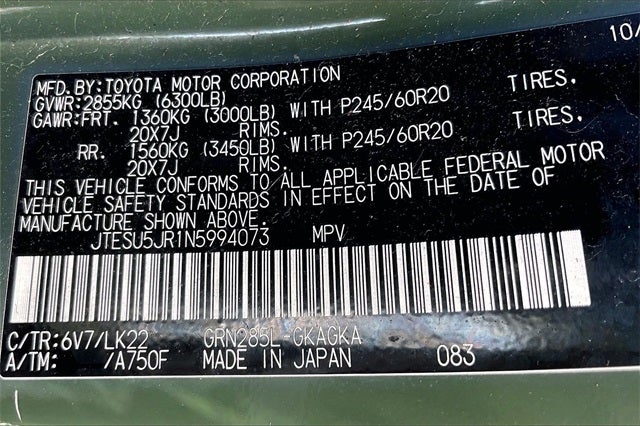 10/
MFD.BY:TOYOTA MOTOR CORPORATION
GVWR:2855KG (6300LB)
GAWR:FRT. 1360KG (3000LB) WITH P245/60R20 TIRES.
20X7J RIMS.
RR. 1560KG (3450LB) WITH P245/60R20 TIRES.
20X7J RIMS.
THIS VEHICLE CONFORMS TO ALL APPLICABLE FEDERAL MOTOR
VEHICLE SAFETY STANDARDS IN EFFECT ON THE DATE OF
MANUFACTURE SHOWN ABOVE.
JTESU5JR1N5994073 MPV
C/TR:6V7/LK22 GRN285L-GKAGKA
A/TM: /A750F MADE IN JAPAN 083